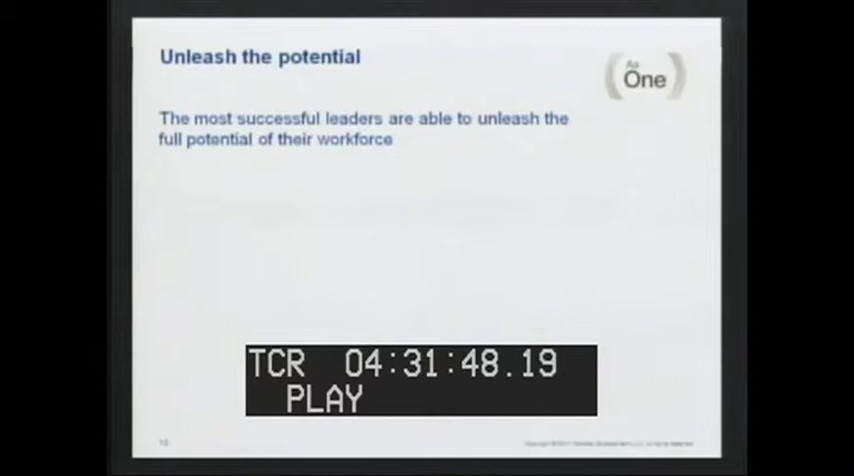 Unleash the potential
As
One
The most successful leaders are able to unleash the
full potential of their workforce
TCR 04:31:48.19
PLAY